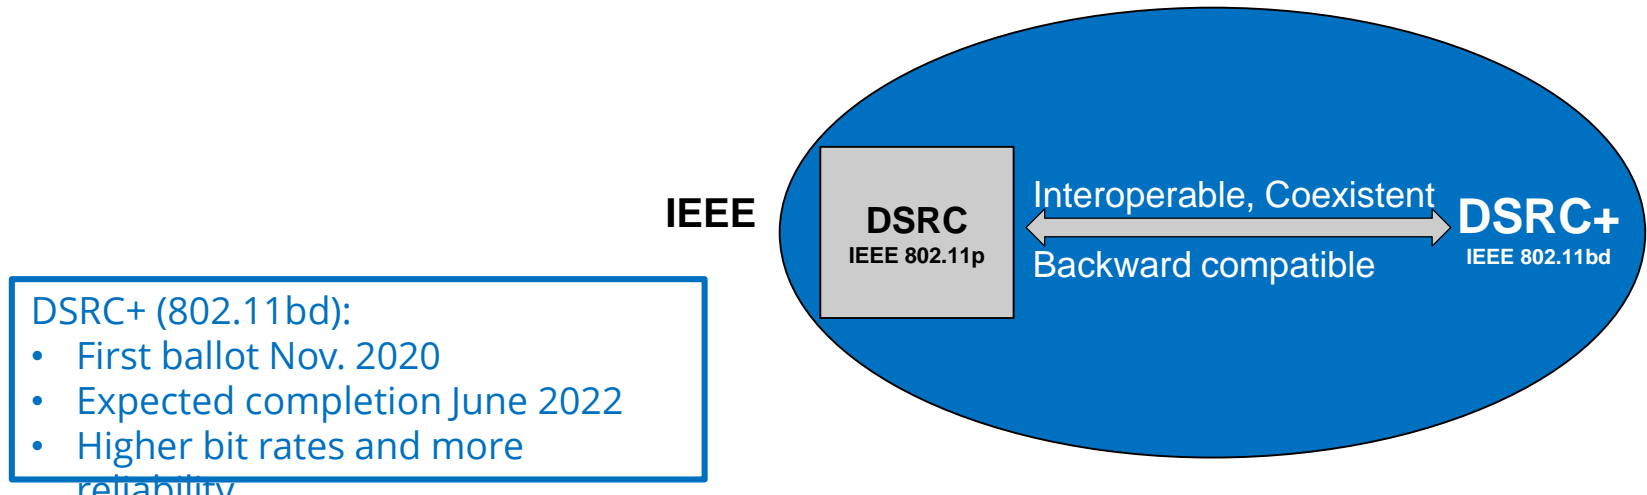 IEEE
DSRC
IEEE 802.11p
Interoperable, Coexistent
Backward compatible
DSRC+
IEEE 802.11bd
DSRC+ (802.11bd):
• First ballot Nov. 2020
• Expected completion June 2022
• Higher bit rates and more
reliability